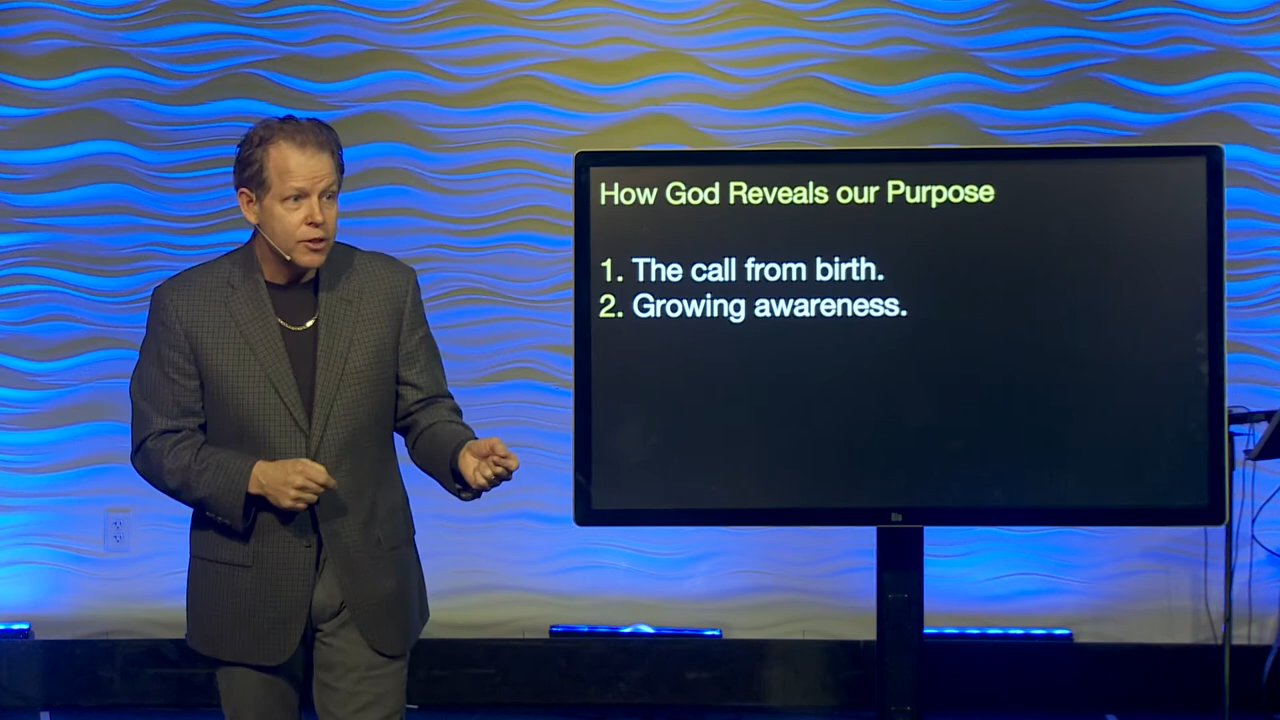 How God Reveals our Purpose
1. The call from birth.
2. Growing awareness.